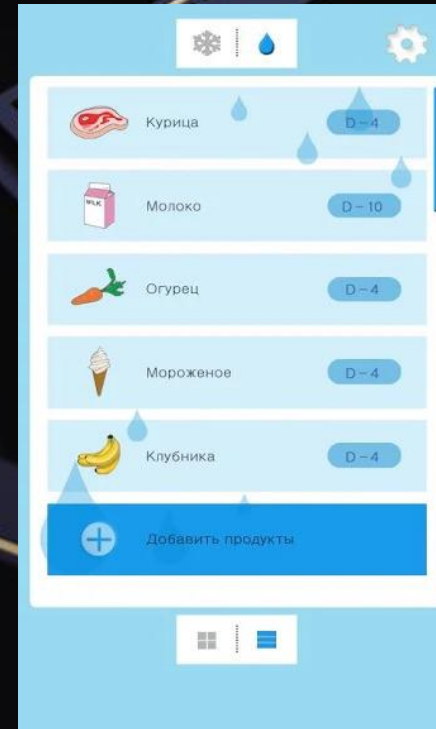 Курица
D-4
MILK
Молоко
D-10
Огурец
D-4
Мороженое
D-4
Клубника
D-4
Добавить продукты